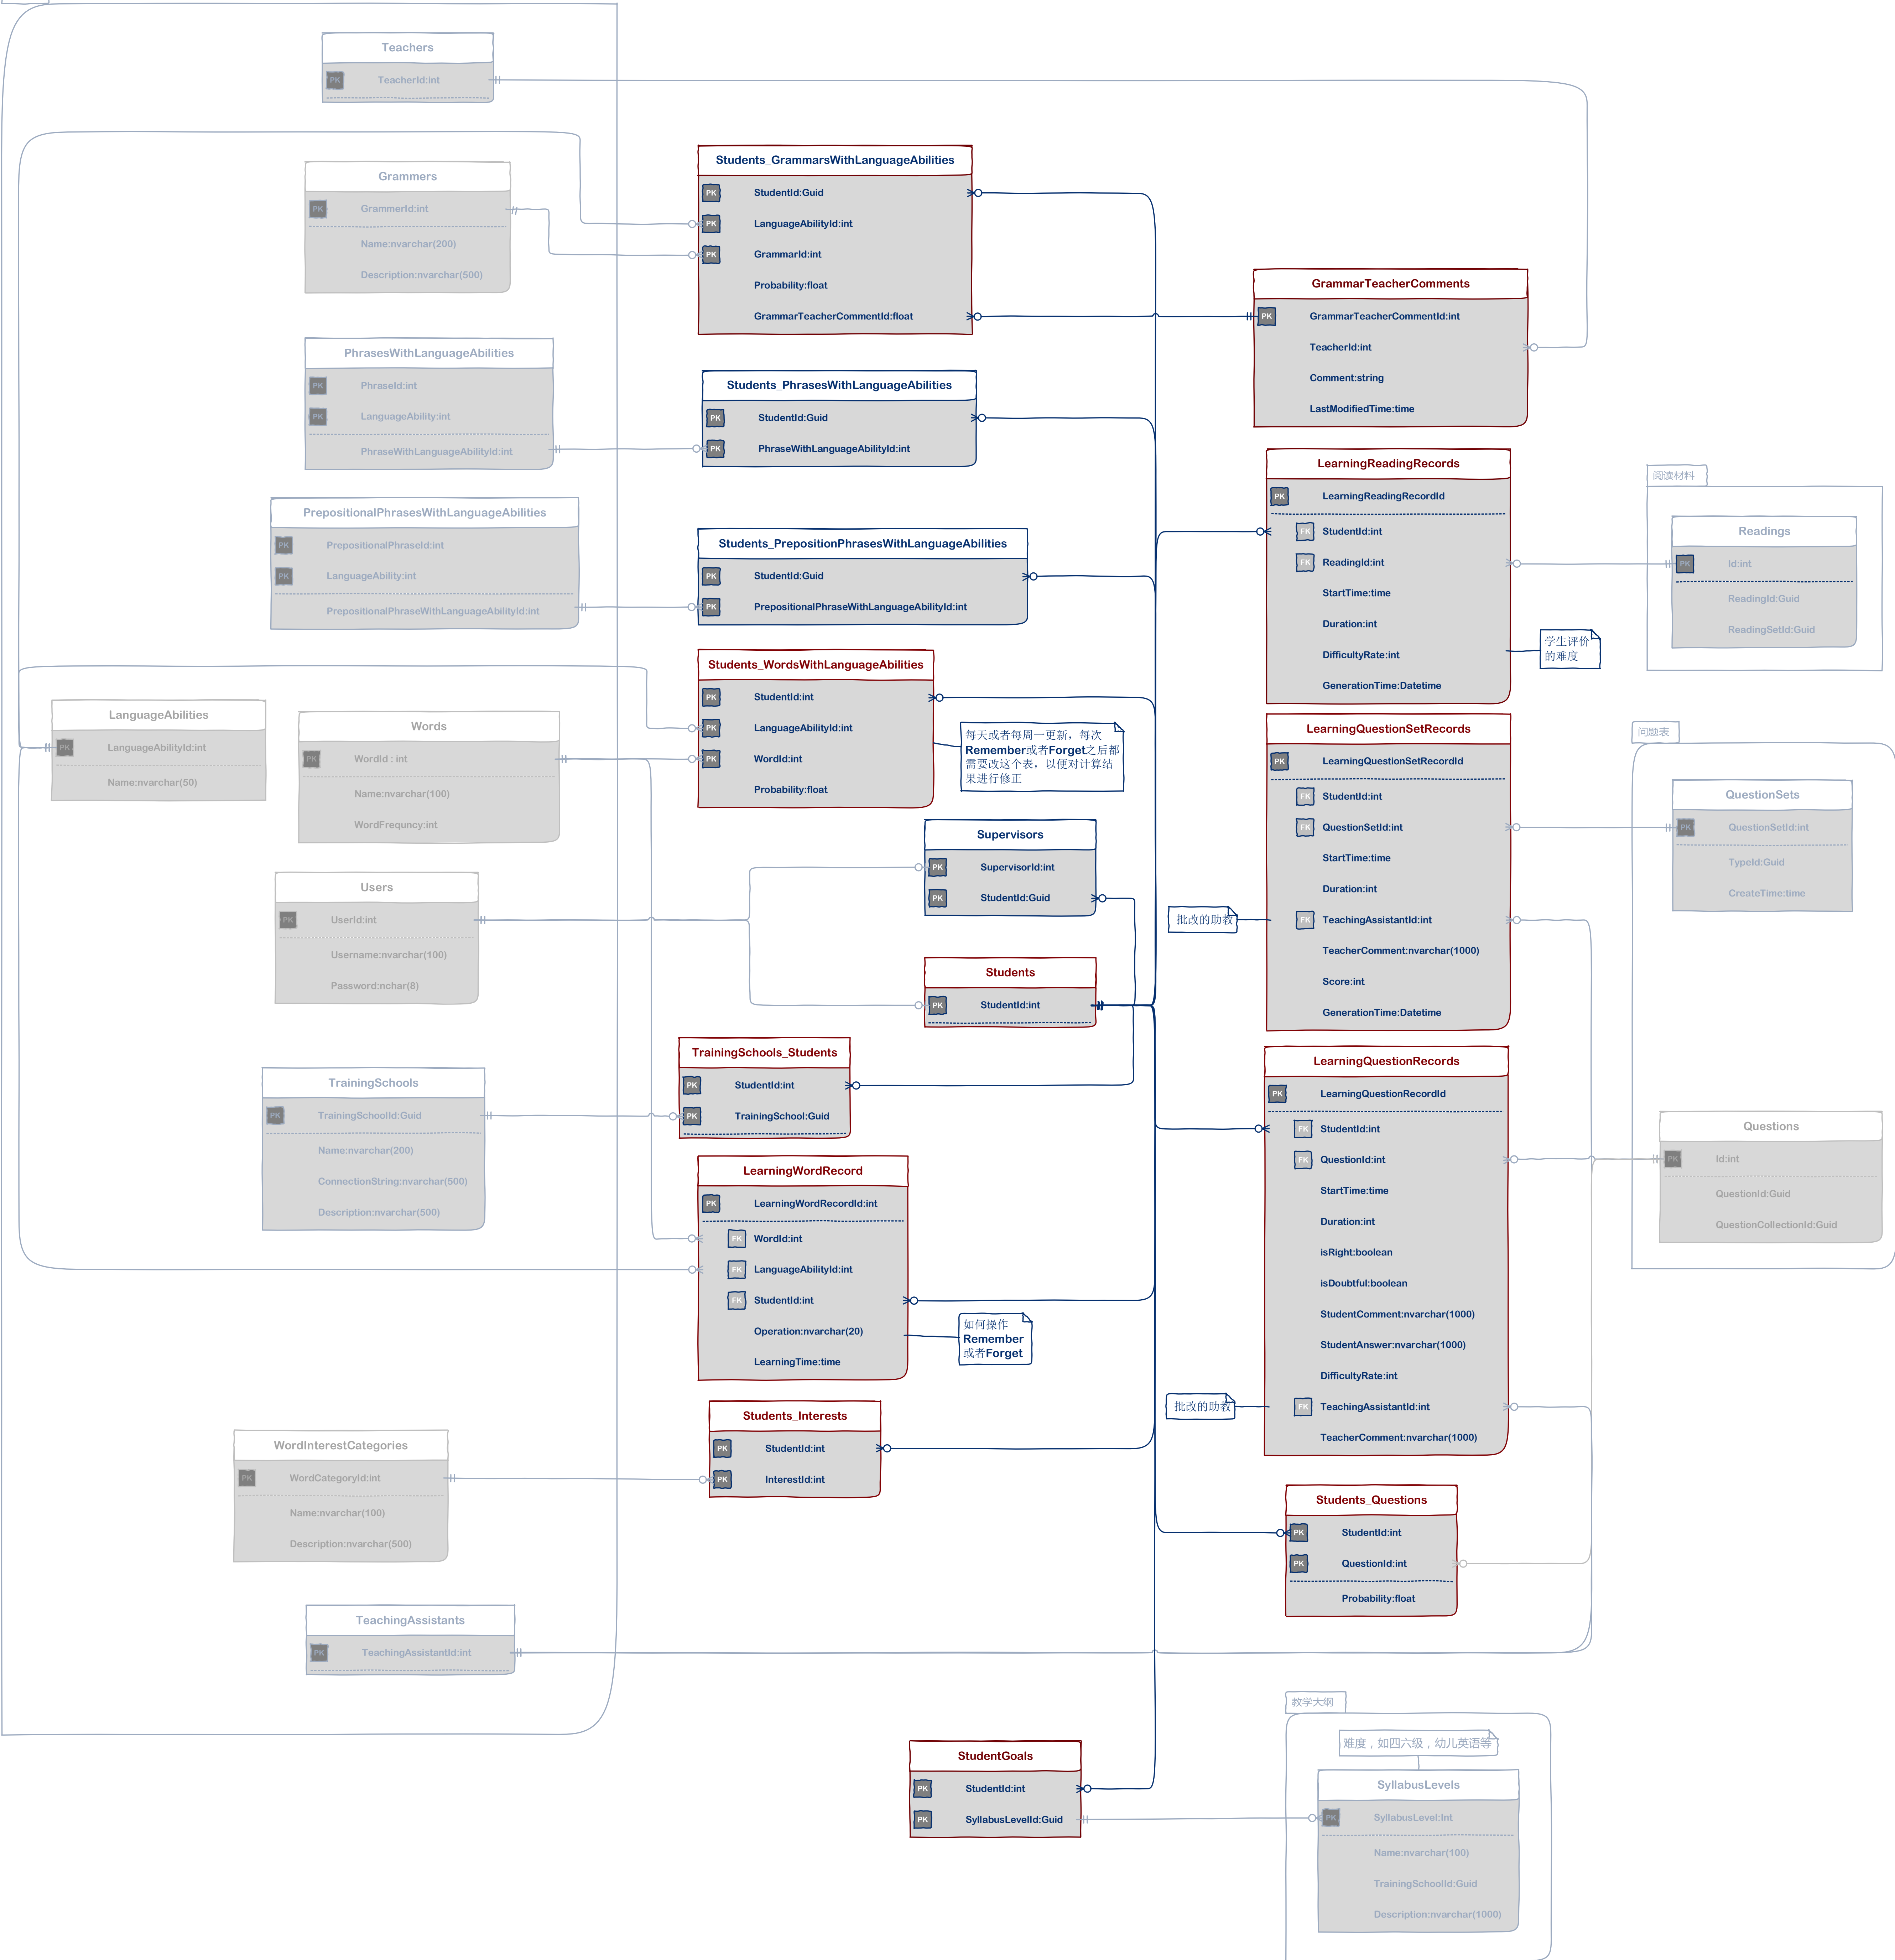 Teachers
PK TeacherId:int
Grammers
PK GrammerId:int
Name:nvarchar(200)
Description:nvarchar(500)
PhrasesWithLanguageAbilities
PK PhraseId:int
PK LanguageAbility:int
PhraseWithLanguageAbilityId:int
PrepositionalPhrasesWithLanguageAbilities
PK PrepositionalPhraseId:int
PK LanguageAbility:int
PrepositionalPhraseWithLanguageAbilityId:int
LanguageAbilities
PK LanguageAbilityId:int
Name:nvarchar(50)
Words
PK WordId : int
Name:nvarchar(100)
WordFrequncy:int
Users
PK UserId:int
Username:nvarchar(100)
Password:nchar(8)
TrainingSchools
PK TrainingSchoolId:Guid
Name:nvarchar(200)
ConnectionString:nvarchar(500)
Description:nvarchar(500)
WordInterestCategories
PK WordCategoryId:int
Name:nvarchar(100)
Description:nvarchar(500)
TeachingAssistants
PK TeachingAssistantId:int
Students_GrammarsWithLanguageAbilities
PK StudentId:Guid
PK LanguageAbilityId:int
PK GrammarId:int
Probability:float
GrammarTeacherCommentId:float
Students_PhrasesWithLanguageAbilities
PK StudentId:Guid
PK PhraseWithLanguageAbilityId:int
Students_PrepositionPhrasesWithLanguageAbilities
PK StudentId:Guid
PK PrepositionalPhraseWithLanguageAbilityId:int
Students_WordsWithLanguageAbilities
PK StudentId:int
PK LanguageAbilityId:int
PK WordId:int
Probability:float
每天或者每周一更新，每次
Remember或者Forget之后都
需要改这个表，以便对计算结
果进行修正
Supervisors
PK SupervisorId:int
PK StudentId:Guid
Students
PK StudentId:int
TrainingSchools_Students
PK StudentId:int
PK TrainingSchool:Guid
LearningWordRecord
PK LearningWordRecordId:int
FK WordId:int
FK LanguageAbilityId:int
FK StudentId:int
Operation:nvarchar(20)
LearningTime:time
如何操作
Remember
或者Forget
Students_Interests
PK StudentId:int
PK InterestId:int
StudentGoals
PK StudentId:int
PK SyllabusLevelId:Guid
GrammarTeacherComments
PK GrammarTeacherCommentId:int
TeacherId:int
Comment:string
LastModifiedTime:time
LearningReadingRecords
PK LearningReadingRecordId
FK StudentId:int
FK ReadingId:int
StartTime:time
Duration:int
DifficultyRate:int
GenerationTime:Datetime
学生评价
的难度
LearningQuestionSetRecords
PK LearningQuestionSetRecordId
FK StudentId:int
FK QuestionSetId:int
StartTime:time
Duration:int
FK TeachingAssistantId:int
TeacherComment:nvarchar(1000)
Score:int
GenerationTime:Datetime
批改的助教
LearningQuestionRecords
PK LearningQuestionRecordId
FK StudentId:int
FK QuestionId:int
StartTime:time
Duration:int
isRight:boolean
isDoubtful:boolean
StudentComment:nvarchar(1000)
StudentAnswer:nvarchar(1000)
DifficultyRate:int
FK TeachingAssistantId:int
TeacherComment:nvarchar(1000)
批改的助教
Students_Questions
PK StudentId:int
PK QuestionId:int
Probability:float
阅读材料
Readings
PK Id:int
ReadingId:Guid
ReadingSetId:Guid
问题表
QuestionSets
PK QuestionSetId:int
TypeId:Guid
CreateTime:time
Questions
PK Id:int
QuestionId:Guid
QuestionCollectionId:Guid
教学大纲
难度，如四六级，幼儿英语等
SyllabusLevels
PK SyllabusLevel:Int
Name:nvarchar(100)
TrainingSchoolId:Guid
Description:nvarchar(1000)